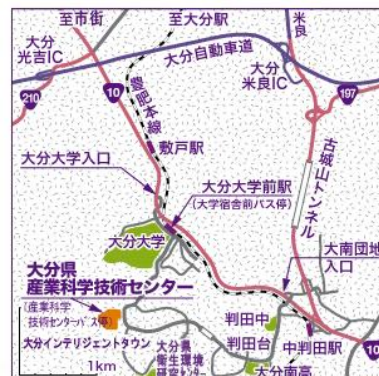 至市街
至大分駅
米良
大分
光吉IC
大分自動車道
大分
米良IC
210
10
197
豊肥本線
敷戸駅
古城山トンネル
大分大学入口
大分大学前駅
(大学宿舎前バス停)
大分大学
大南団地
入口
大分県
産業科学技術センター
(産業科学
技術センターバス停)
大分インテリジェントタウン
判田中
判田台
中判田駅
10
1km
大分県
衛生環境
研究センター
大分南高